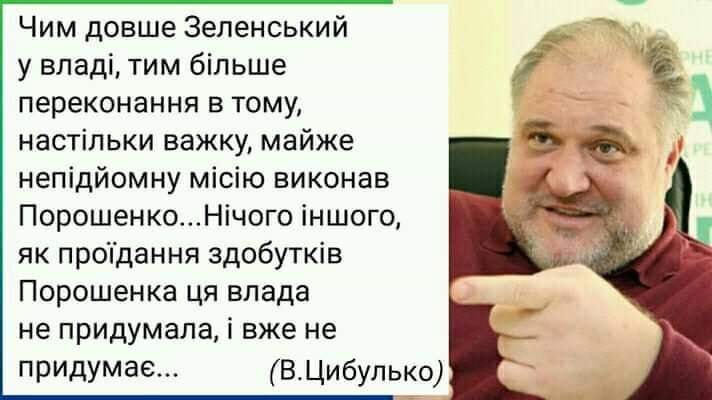 Чим довше Зеленський
у владі, тим більше
переконання в тому,
настільки важку, майже
непідйомну місію виконав
Порошенко...Нічого іншого,
як проїдання здобутків
Порошенка ця влада
не придумала, і вже не
придумає... (В.Цибулько)